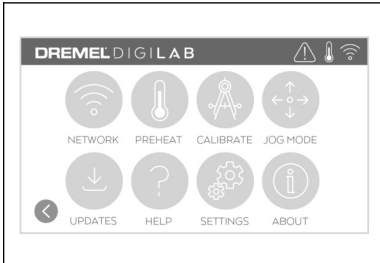 DREMEL DIGILAB
NETWORK PREHEAT CALIBRATE JOG MODE
UPDATES HELP SETTINGS ABOUT